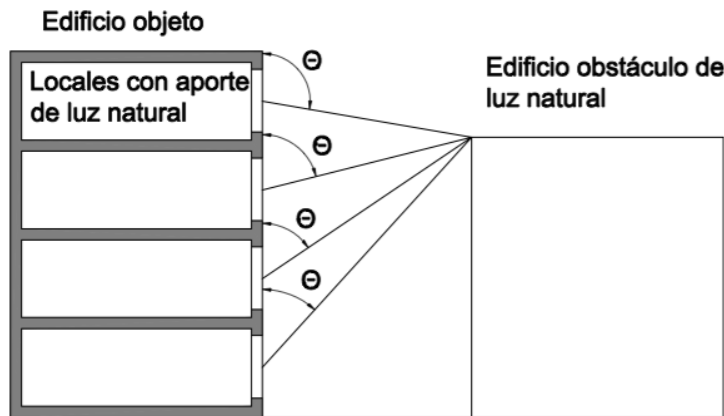 Edificio objeto
Locales con aporte
de luz natural
Edificio obstáculo de
luz natural
Θ
Θ
Θ
Θ